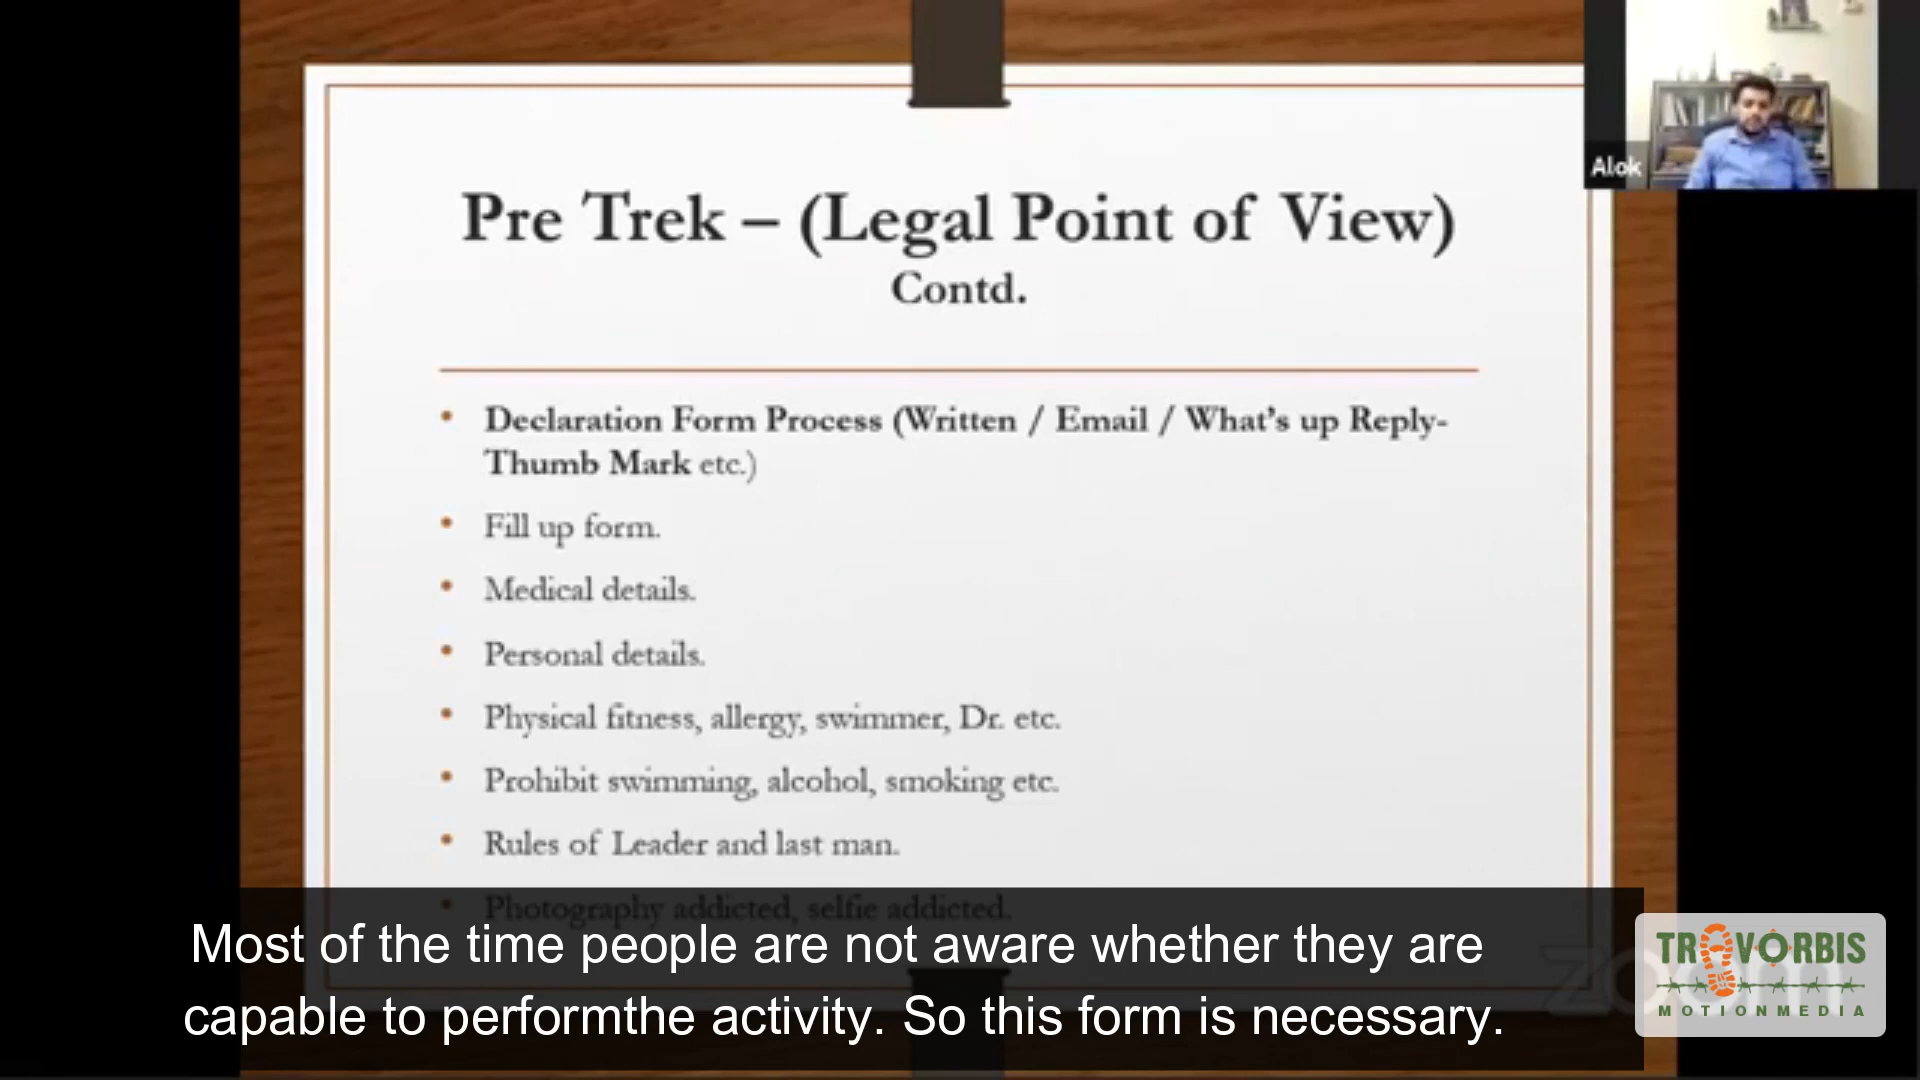 Alok
Pre Trek – (Legal Point of View)
Contd.
• Declaration Form Process (Written / Email / What's up Reply-
Thumb Mark etc.)
• Fill up form.
• Medical details.
• Personal details.
• Physical fitness, allergy, swimmer, Dr. etc.
• Prohibit swimming, alcohol, smoking etc.
• Rules of Leader and last man.
• Photography addicted, selfie addicted.
Most of the time people are not aware whether they are
capable to performthe activity. So this form is necessary.
zoom
TRAVORBIS
MOTIONMEDIA